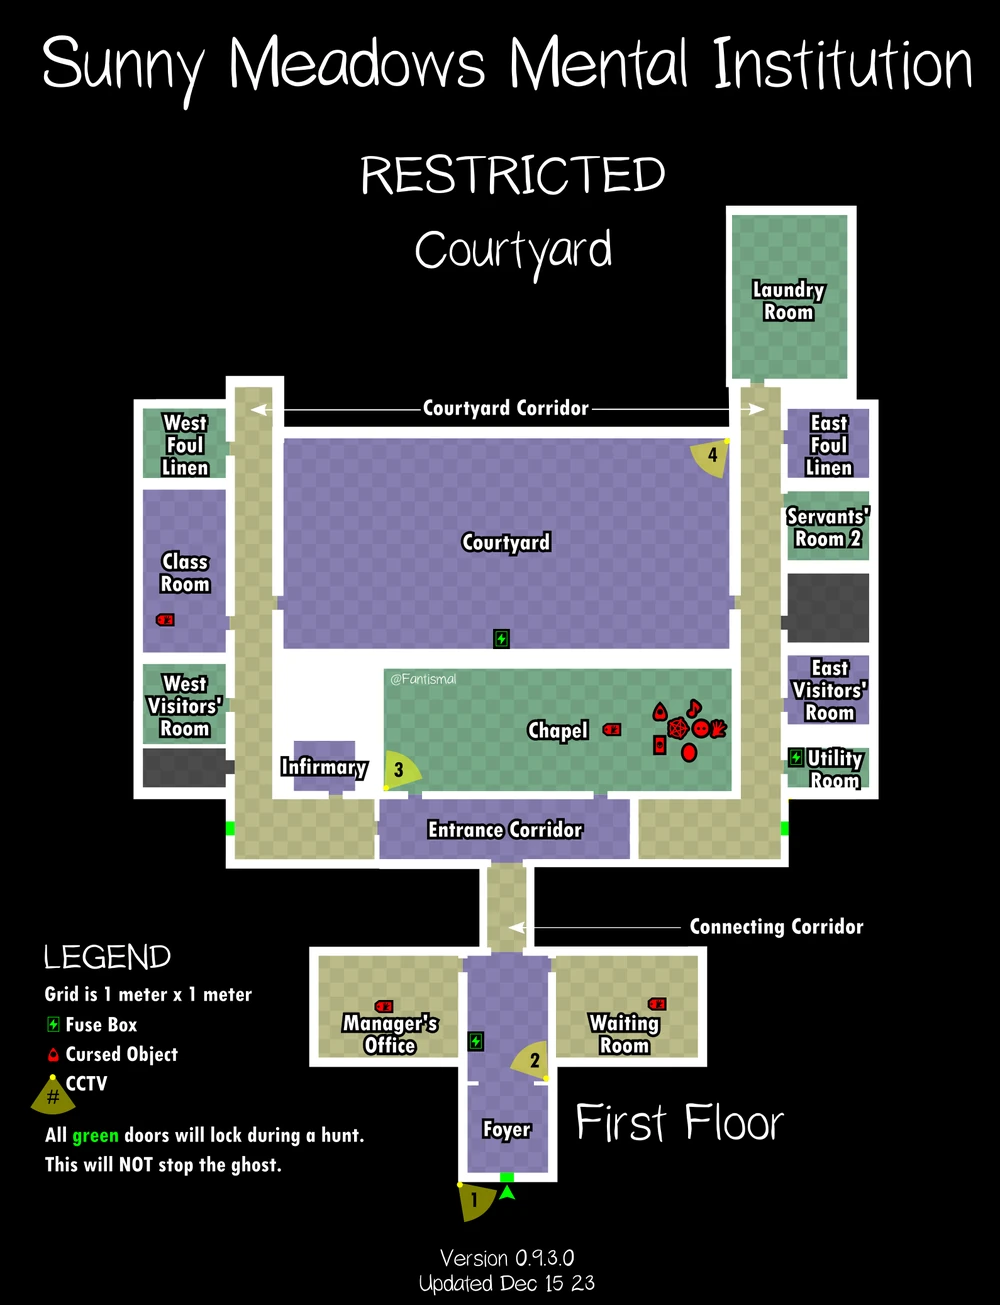 Sunny Meadows Mental Institution
RESTRICTED
Courtyard
Laundry
Room
Courtyard Corridor
West
Foul
Linen
East
Foul
Linen
4
Servants'
Room 2
Courtyard
Class
Room
@Fantismal
West
Visitors'
Room
East
Visitors'
Room
Chapel
Infirmary
3
Utility
Room
Entrance Corridor
Connecting Corridor
LEGEND
Grid is 1 meter x 1 meter
Fuse Box
Cursed Object
CCTV
#
All green doors will lock during a hunt.
This will NOT stop the ghost.
Manager's
Office
Waiting
Room
2
Foyer
First Floor
1
Version 0.9.3.0
Updated Dec 15 23